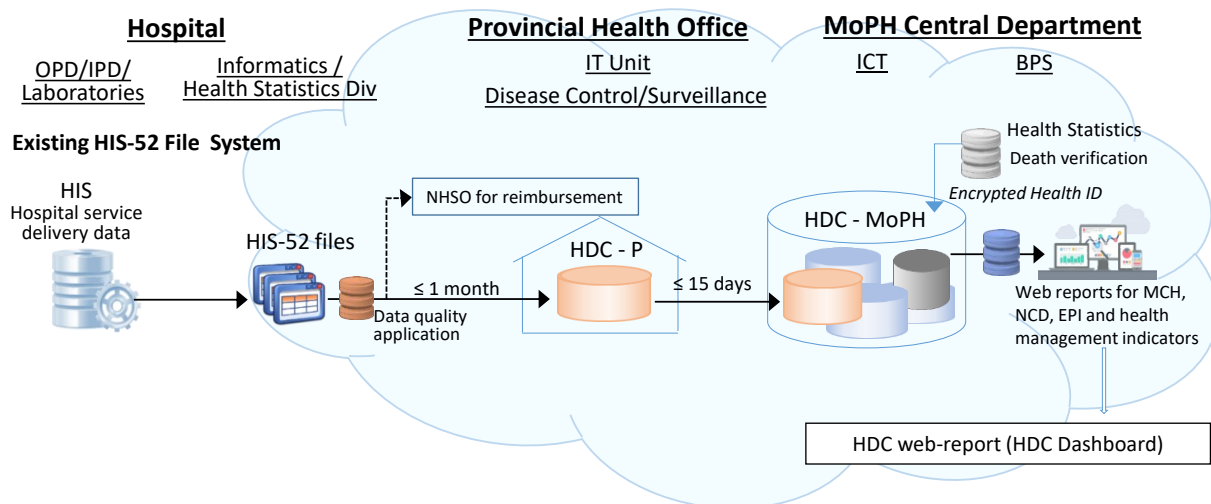 Hospital
Provincial Health Office
MoPH Central Department
OPD/IPD/
Laboratories
Informatics /
Health Statistics Div
IT Unit
Disease Control/Surveillance
ICT
BPS
Existing HIS-52 File  System
Health Statistics
Death verification
Encrypted Health ID
HIS
Hospital service
delivery data
NHSO for reimbursement
HIS-52 files
HDC - P
HDC - MoPH
≤ 1 month
≤ 15 days
Data quality
application
Web reports for MCH,
NCD, EPI and health
management indicators
HDC web-report (HDC Dashboard)